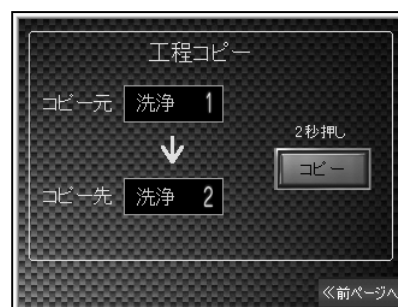 工程コピー
コピー元 洗浄 1
↓
2秒押し
コピー
コピー先 洗浄 2
≪前ページへ